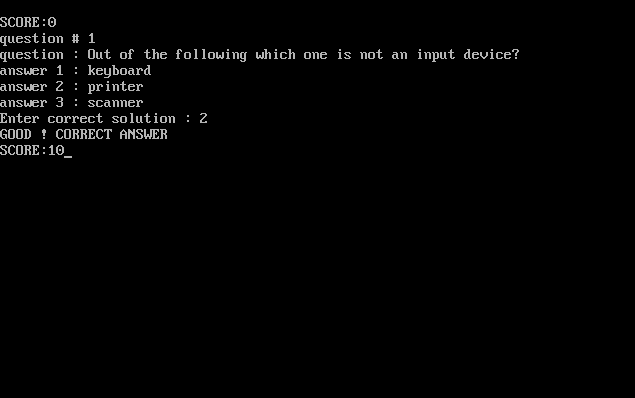 SCORE:0
question # 1
question : Out of the following which one is not an input device?
answer 1 : keyboard
answer 2 : printer
answer 3 : scanner
Enter correct solution : 2
GOOD ! CORRECT ANSWER
SCORE:10_